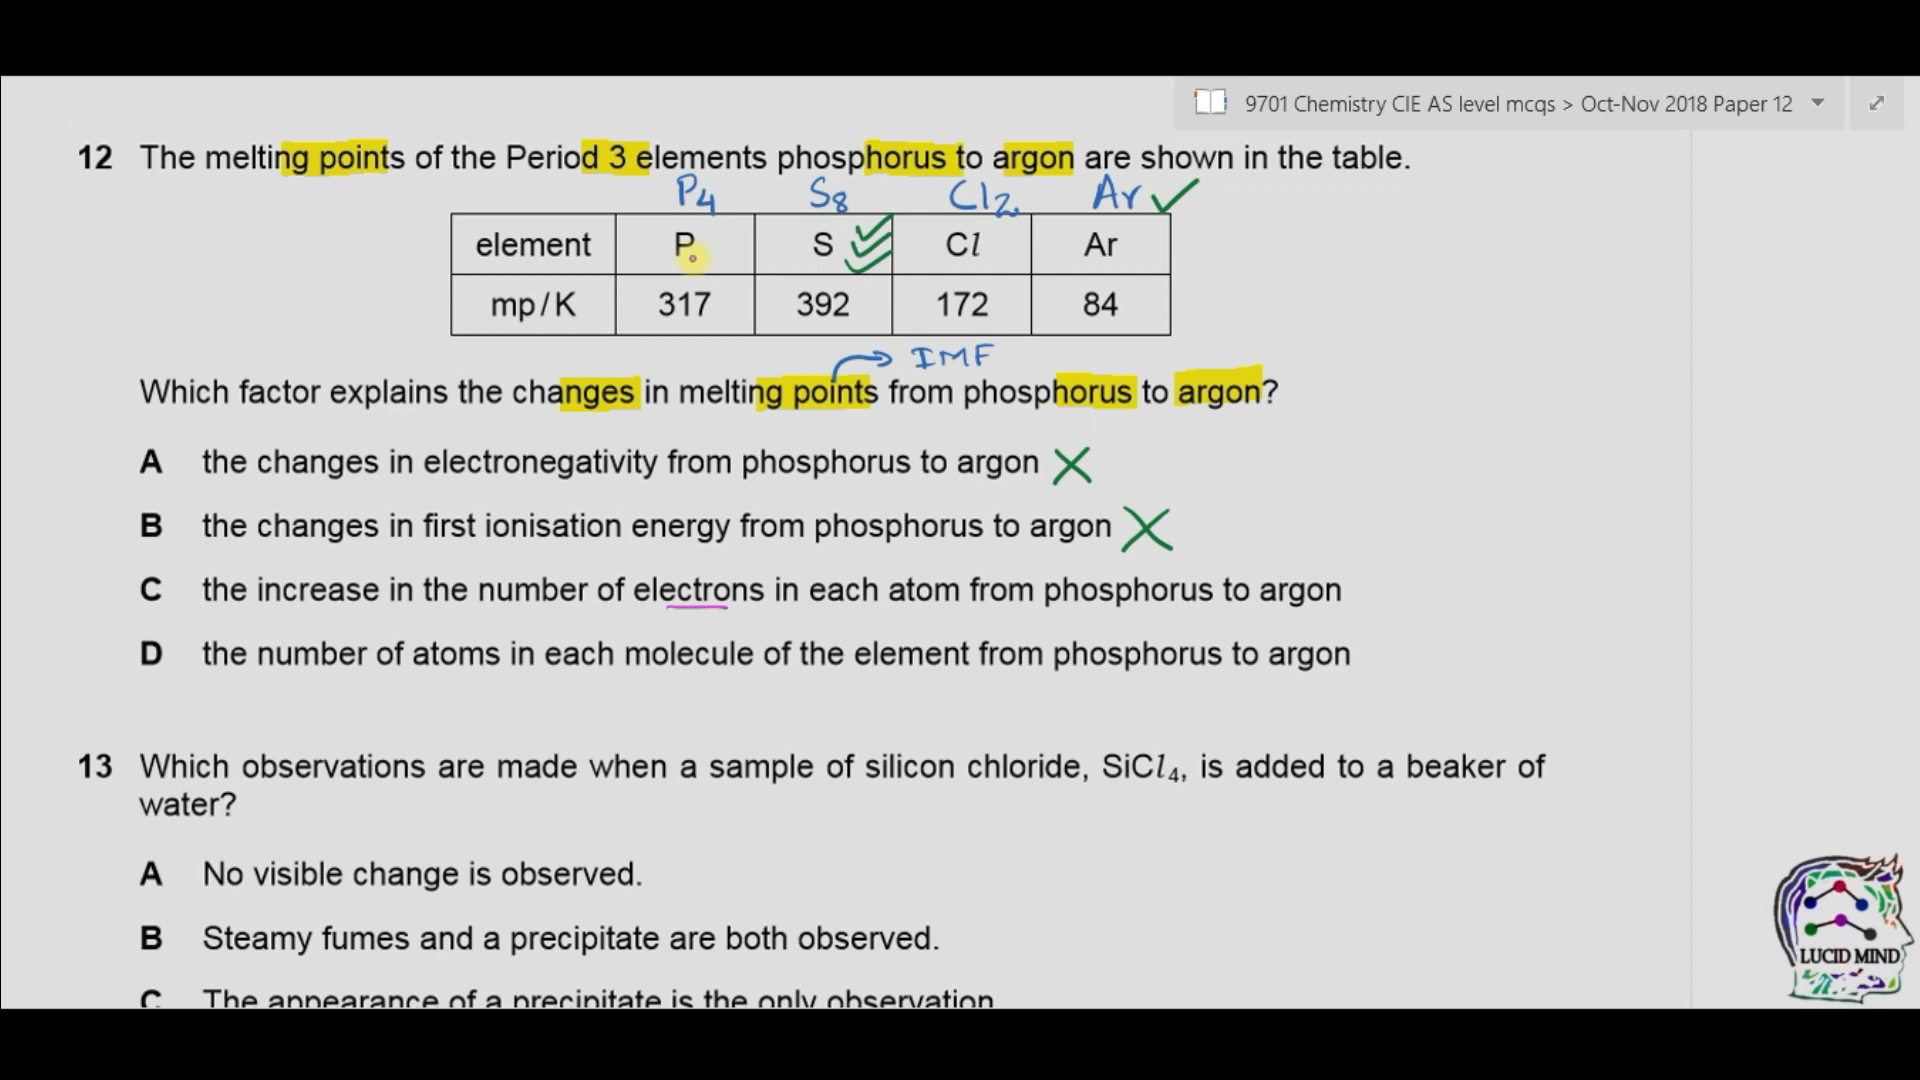 9701 Chemistry CIE AS level mcqs > Oct-Nov 2018 Paper 12
12 The melting points of the Period 3 elements phosphorus to argon are shown in the table.
P4 S8 Cl2 Ar
element P S Cl Ar
mp/K 317 392 172 84
IMF
Which factor explains the changes in melting points from phosphorus to argon?
A the changes in electronegativity from phosphorus to argon
B the changes in first ionisation energy from phosphorus to argon
C the increase in the number of electrons in each atom from phosphorus to argon
D the number of atoms in each molecule of the element from phosphorus to argon
13 Which observations are made when a sample of silicon chloride, SiCl4, is added to a beaker of
water?
A No visible change is observed.
B Steamy fumes and a precipitate are both observed.
C The appearance of a precipitate is the only observation
LUCID MIND